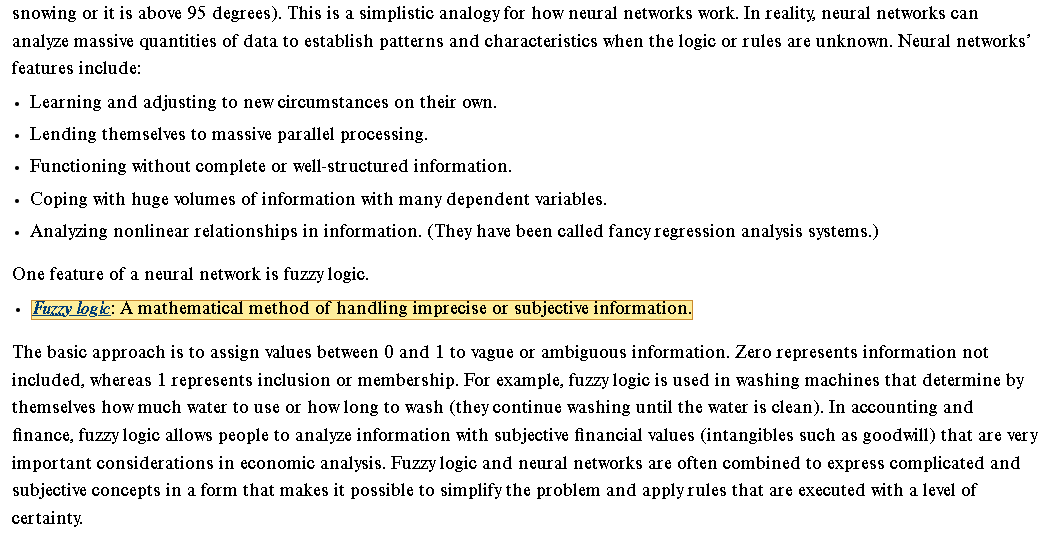 snowing or it is above 95 degrees). This is a simplistic analogy for how neural networks work. In reality, neural networks can
analyze massive quantities of data to establish patterns and characteristics when the logic or rules are unknown. Neural networks’
features include:
• Learning and adjusting to new circumstances on their own.
• Lending themselves to massive parallel processing.
• Functioning without complete or well-structured information.
• Coping with huge volumes of information with many dependent variables.
• Analyzing nonlinear relationships in information. (They have been called fancy regression analysis systems.)
One feature of a neural network is fuzzy logic.
• Fuzzy logic: A mathematical method of handling imprecise or subjective information.
The basic approach is to assign values between 0 and 1 to vague or ambiguous information. Zero represents information not
included, whereas 1 represents inclusion or membership. For example, fuzzy logic is used in washing machines that determine by
themselves how much water to use or how long to wash (they continue washing until the water is clean). In accounting and
finance, fuzzy logic allows people to analyze information with subjective financial values (intangibles such as goodwill) that are very
important considerations in economic analysis. Fuzzy logic and neural networks are often combined to express complicated and
subjective concepts in a form that makes it possible to simplify the problem and apply rules that are executed with a level of
certainty.